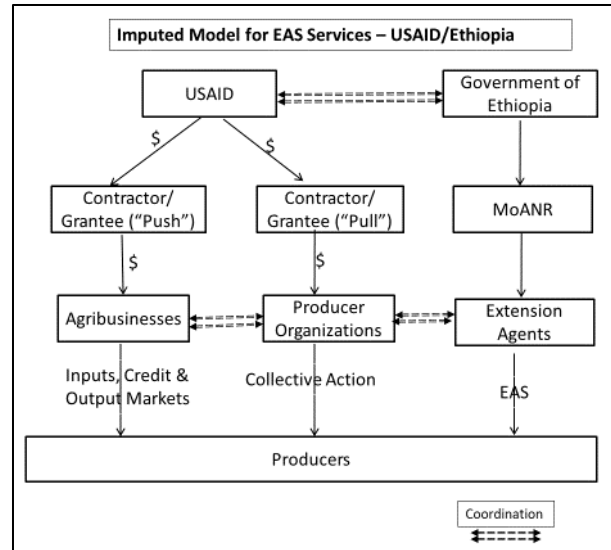 Imputed Model for EAS Services – USAID/Ethiopia
USAID
Government of
Ethiopia
$
$
Contractor/
Grantee (“Push”)
Contractor/
Grantee (“Pull”)
MoANR
$
$
Agribusinesses
Producer
Organizations
Extension
Agents
Inputs, Credit &
Output Markets
Collective Action
EAS
Producers
Coordination